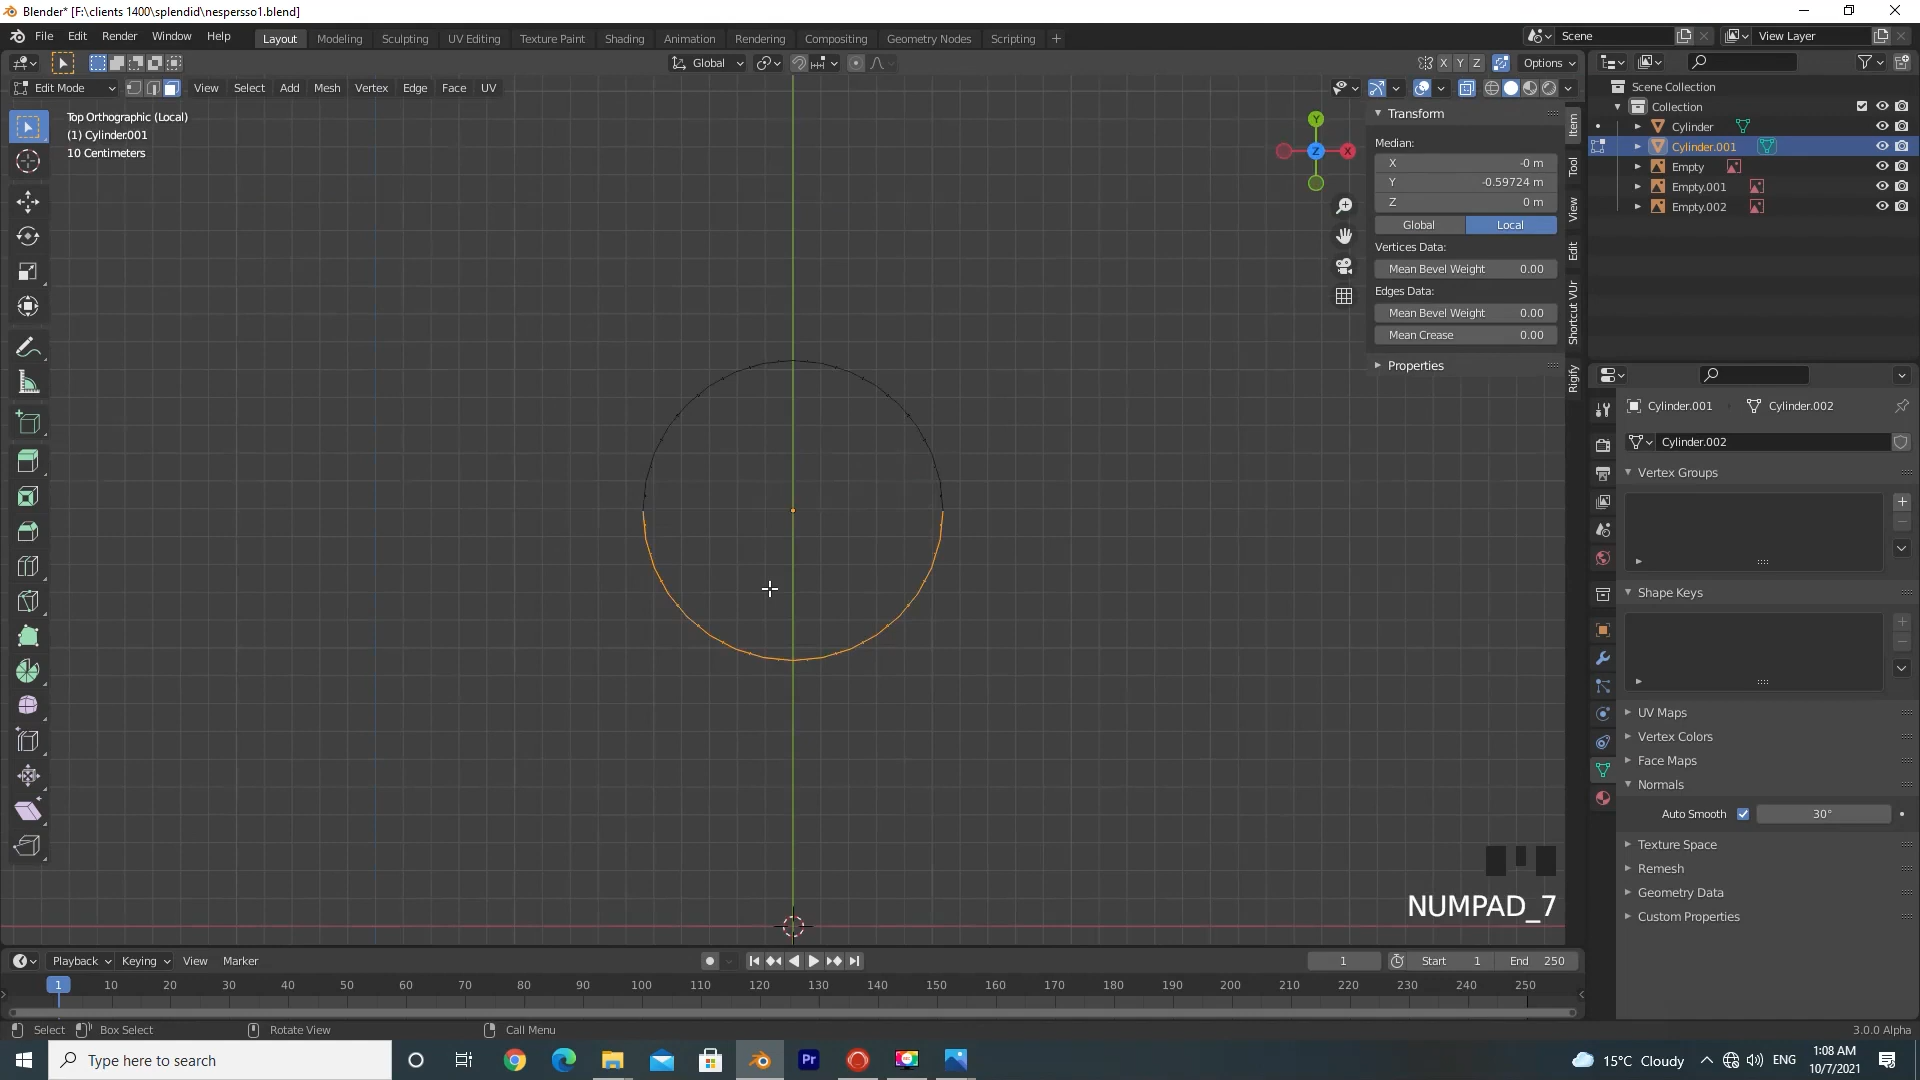 Blender* [F:\clients 1400\splendid\nespersso1.blend]
File Edit Render Window Help Layout Modeling Sculpting UV Editing Texture Paint Shading Animation Rendering Compositing Geometry Nodes Scripting + Scene View Layer
Global X Y Z Options
Edit Mode View Select Add Mesh Vertex Edge Face UV
Top Orthographic (Local)
(1) Cylinder.001
10 Centimeters
Y
Z
X
Transform
Median:
X -0 m
Y -0.59724 m
Z 0 m
Global Local
Vertices Data:
Mean Bevel Weight 0.00
Edges Data:
Mean Bevel Weight 0.00
Mean Crease 0.00
Properties
Item
Tool
View
Edit
Shortcut VUr
Rigify
Scene Collection
Collection
Cylinder
Cylinder.001
Empty
Empty.001
Empty.002
Cylinder.001 Cylinder.002
Cylinder.002
Vertex Groups
Shape Keys
UV Maps
Vertex Colors
Face Maps
Normals
Auto Smooth 30°
Texture Space
Remesh
Geometry Data
Custom Properties
NUMPAD_7
Playback Keying View Marker 1 Start 1 End 250
1 10 20 30 40 50 60 70 80 90 100 110 120 130 140 150 160 170 180 190 200 210 220 230 240 250
Select Box Select Rotate View Call Menu 3.0.0 Alpha
Type here to search Pr 15°C Cloudy ENG 1:08 AM
10/7/2021